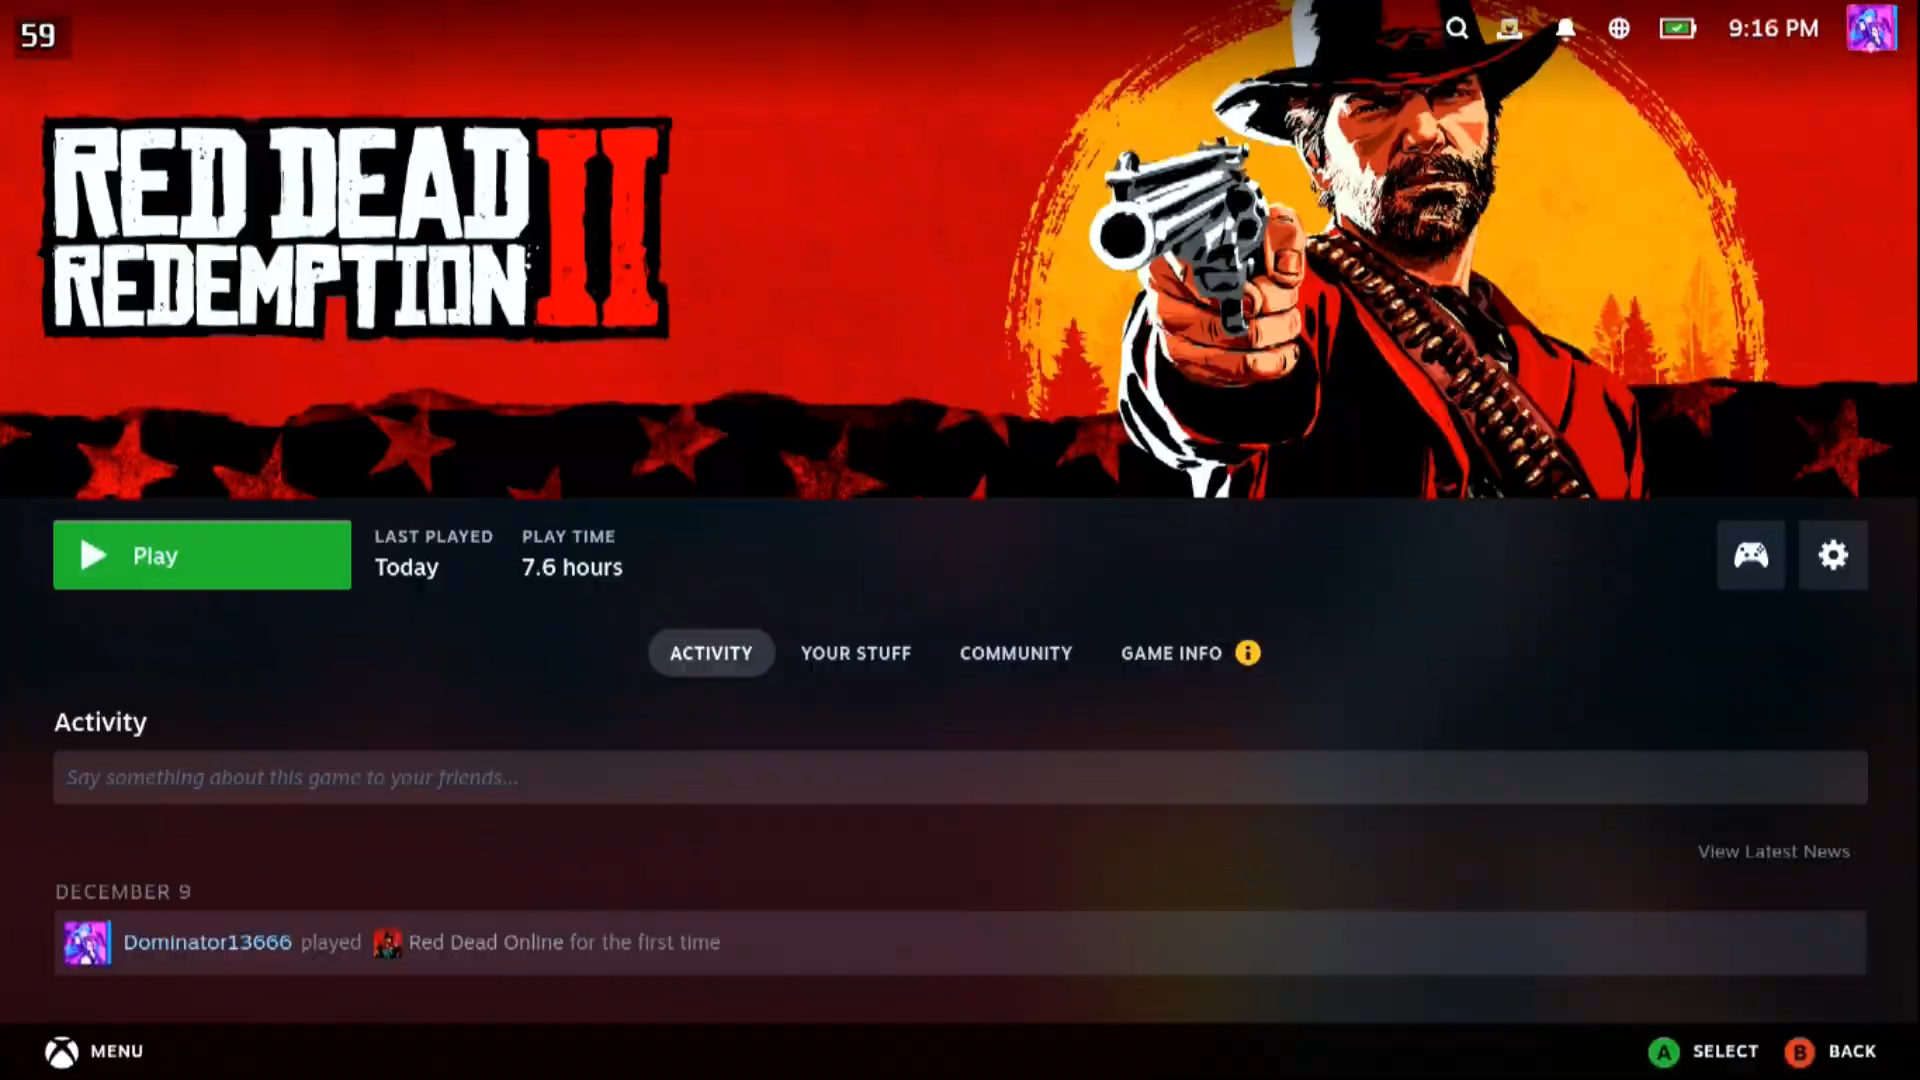 59
9:16 PM
RED DEAD
REDEMPTION II
Play
LAST PLAYED
Today
PLAY TIME
7.6 hours
ACTIVITY
YOUR STUFF
COMMUNITY
GAME INFO
Activity
Say something about this game to your friends...
View Latest News
DECEMBER 9
Dominator13666 played Red Dead Online for the first time
MENU
A SELECT
B BACK